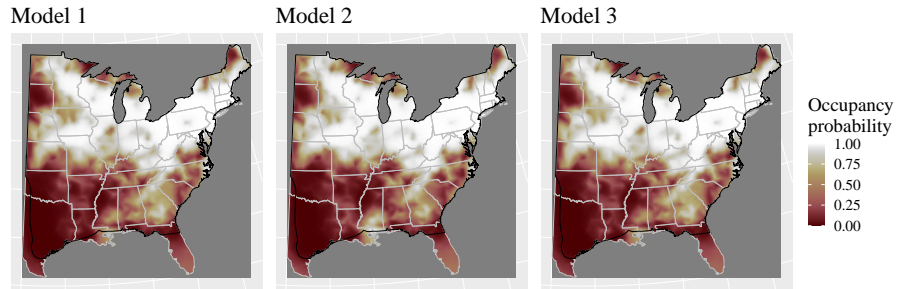 Model 1
Model 2
Model 3
Occupancy
probability
1.00
0.75
0.50
0.25
0.00